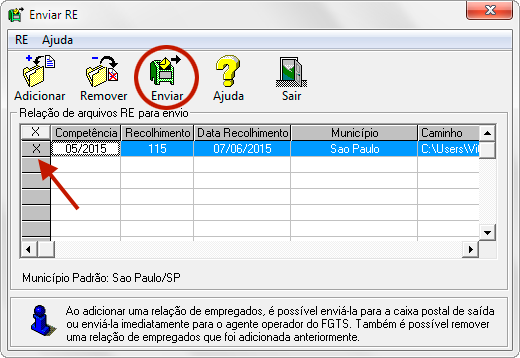 Enviar RE
RE Ajuda
Adicionar Remover Enviar Ajuda Sair
Relação de arquivos RE para envio
X Competência Recolhimento Data Recolhimento Município Caminho
X 05/2015 115 07/06/2015 Sao Paulo C:\Users\Vi
Município Padrão: Sao Paulo/SP
Ao adicionar uma relação de empregados, é possível enviá-la para a caixa postal de saída
ou enviá-la imediatamente para o agente operador do FGTS. Também é possível remover
uma relação de empregados que foi adicionada anteriormente.